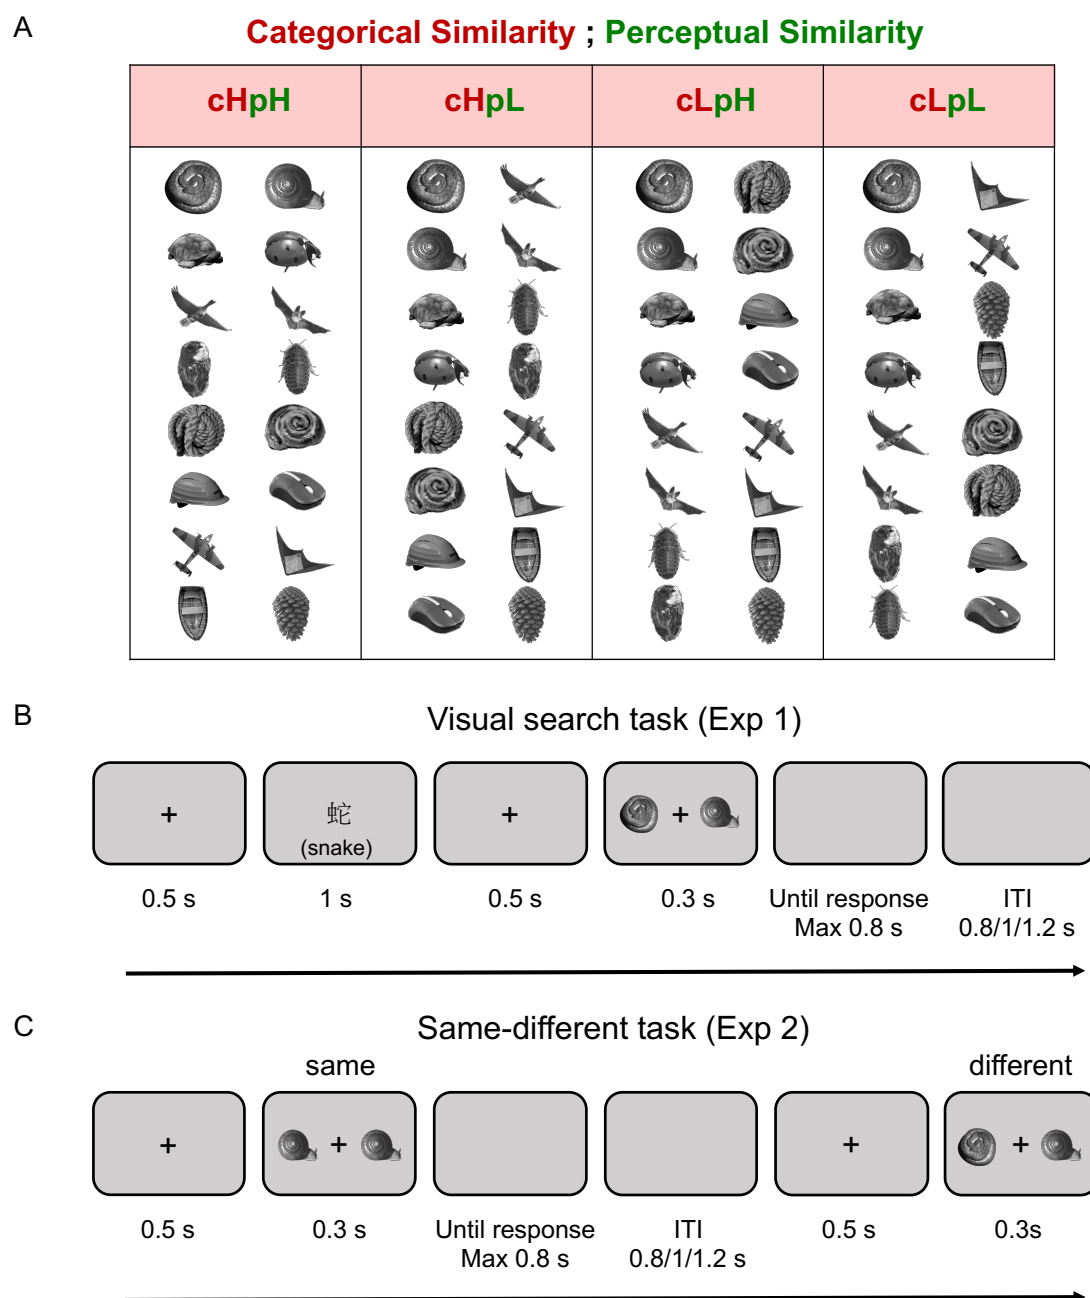 A
Categorical Similarity ; Perceptual Similarity
cHpH cHpL cLpH cLpL
B
Visual search task (Exp 1)
+ 蛇 + + 
(snake)
0.5 s 1 s 0.5 s 0.3 s Until response ITI
Max 0.8 s 0.8/1/1.2 s
C
Same-different task (Exp 2)
same different
+ + + +
0.5 s 0.3 s Until response ITI 0.5 s 0.3s
Max 0.8 s 0.8/1/1.2 s